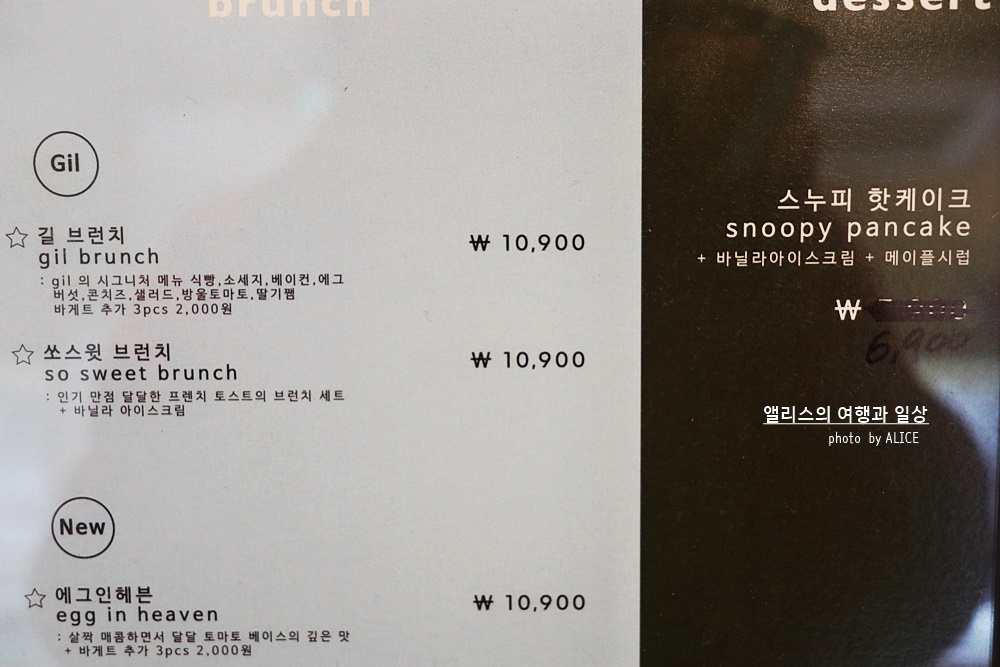 brunch
Gil
길 브런치
gil brunch
₩ 10,900
: gil 의 시그니처 메뉴 식빵,소세지,베이컨,에그
버섯,콘치즈,샐러드,방울토마토,딸기쨈
바게트 추가 3pcs 2,000원
쏘스윗 브런치
so sweet brunch
₩ 10,900
: 인기 만점 달달한 프렌치 토스트의 브런치 세트
+ 바닐라 아이스크림
New
에그인헤븐
egg in heaven
₩ 10,900
: 살짝 매콤하면서 달달 토마토 베이스의 깊은 맛
+ 바게트 추가 3pcs 2,000원
dessert
스누피 핫케이크
snoopy pancake
+ 바닐라아이스크림 + 메이플시럽
₩
6,900
앨리스의 여행과 일상
photo by ALICE